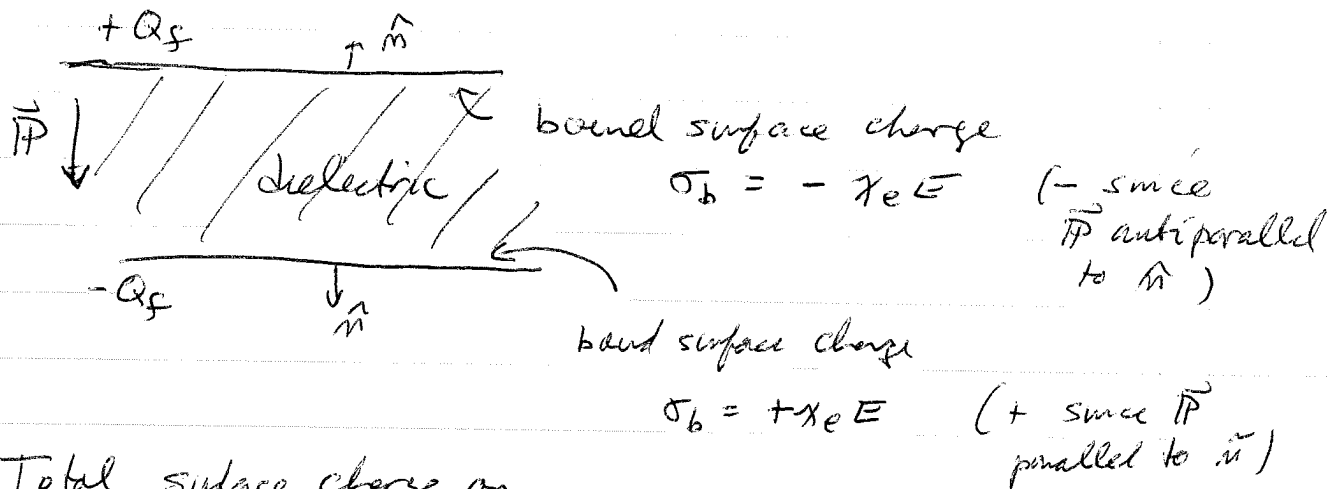 +Q_f
n̂
P⃗
bound surface charge
dielectric
σ_b = - χ_e E (- since
P⃗ antiparallel
to n̂)
-Q_f
n̂
bound surface charge
σ_b = +χ_e E (+ since P⃗
parallel to n̂)
Total surface charge on